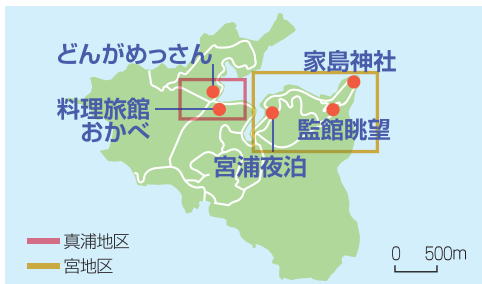 どんがめっさん
家島神社
料理旅館
おかべ
監館眺望
宮浦夜泊
真浦地区
宮地区
0 500m